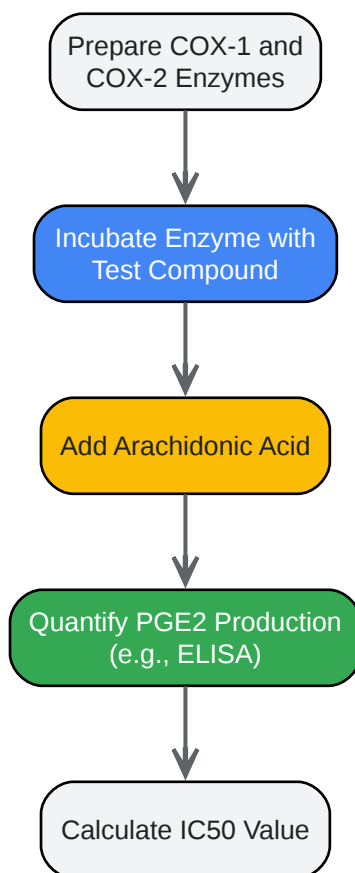 Prepare COX-1 and
COX-2 Enzymes
Incubate Enzyme with
Test Compound
Add Arachidonic Acid
Quantify PGE2 Production
(e.g., ELISA)
Calculate IC50 Value